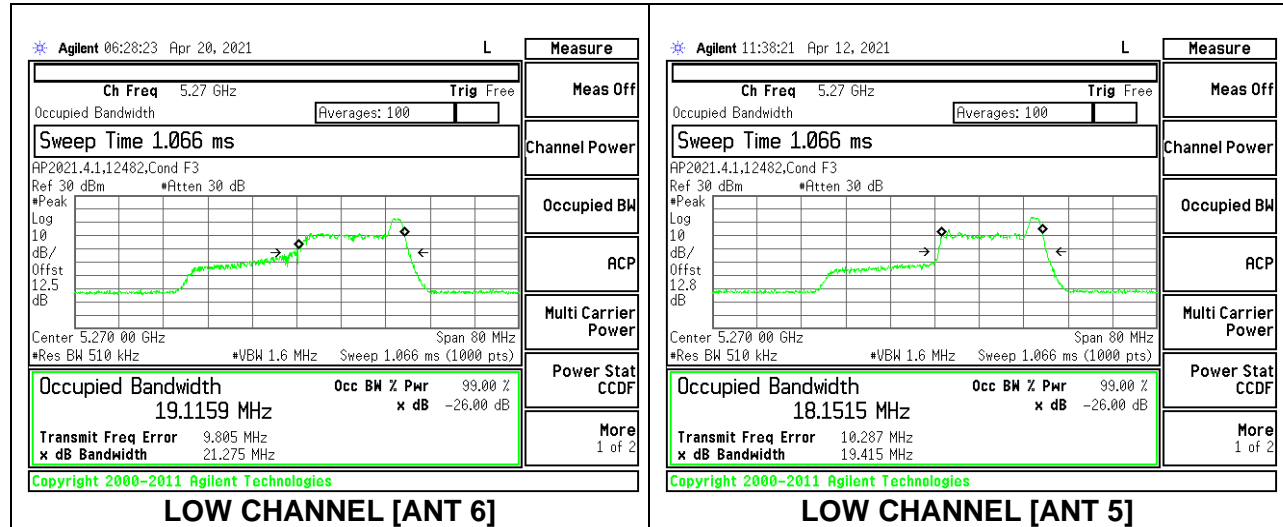 Agilent 06:28:23 Apr 20, 2021 L Measure
Ch Freq 5.27 GHz Trig Free
Occupied Bandwidth Averages: 100
Sweep Time 1.066 ms
AP2021.4.1,12482,Cond F3
Ref 30 dBm #Atten 30 dB
#Peak
Log
10
dB/
Offst
12.5
dB
Center 5.270 00 GHz Span 80 MHz
#Res BW 510 kHz #VBW 1.6 MHz Sweep 1.066 ms (1000 pts)
Occupied Bandwidth Occ BW % Pwr 99.00 %
19.1159 MHz x dB -26.00 dB
Transmit Freq Error 9.805 MHz
x dB Bandwidth 21.275 MHz
Meas Off
Channel Power
Occupied BW
ACP
Multi Carrier
Power
Power Stat
CCDF
More
1 of 2
Copyright 2000-2011 Agilent Technologies
LOW CHANNEL [ANT 6]
Agilent 11:38:21 Apr 12, 2021 L Measure
Ch Freq 5.27 GHz Trig Free
Occupied Bandwidth Averages: 100
Sweep Time 1.066 ms
AP2021.4.1,12482,Cond F3
Ref 30 dBm #Atten 30 dB
#Peak
Log
10
dB/
Offst
12.8
dB
Center 5.270 00 GHz Span 80 MHz
#Res BW 510 kHz #VBW 1.6 MHz Sweep 1.066 ms (1000 pts)
Occupied Bandwidth Occ BW % Pwr 99.00 %
18.1515 MHz x dB -26.00 dB
Transmit Freq Error 10.287 MHz
x dB Bandwidth 19.415 MHz
Meas Off
Channel Power
Occupied BW
ACP
Multi Carrier
Power
Power Stat
CCDF
More
1 of 2
Copyright 2000-2011 Agilent Technologies
LOW CHANNEL [ANT 5]